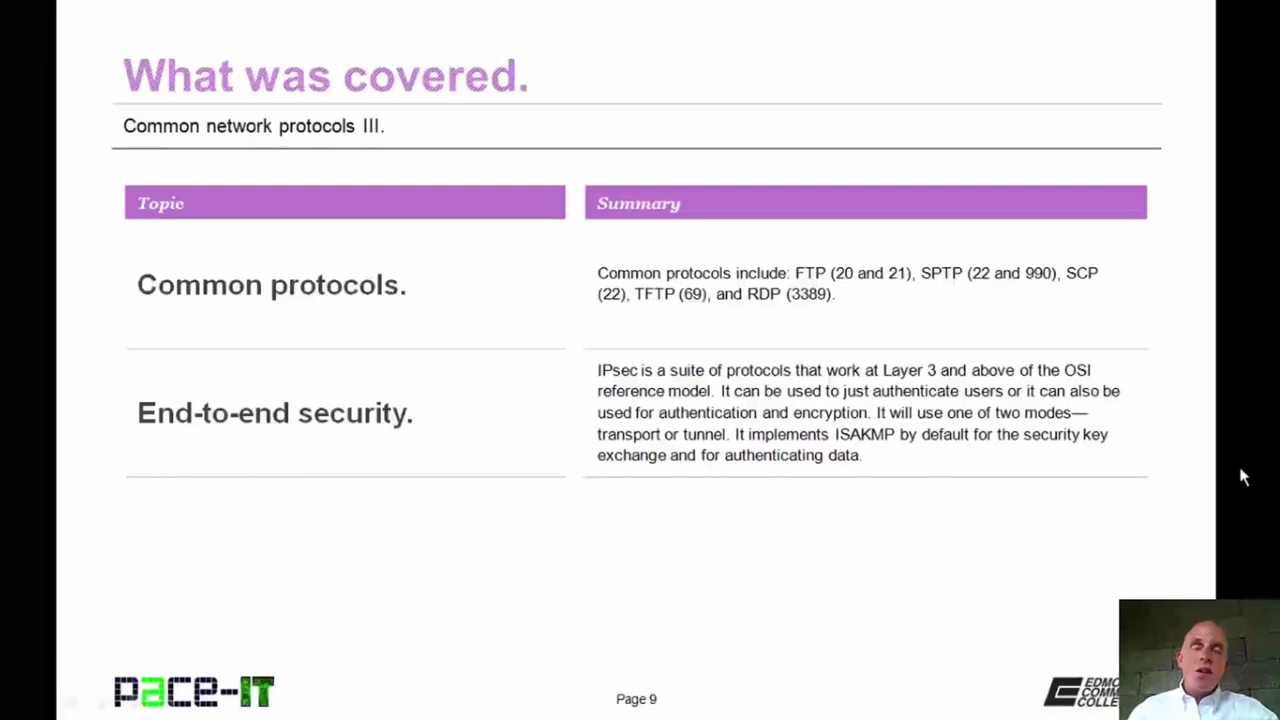 What was covered.
Common network protocols III.
Topic
Summary
Common protocols.
Common protocols include: FTP (20 and 21), SPTP (22 and 990), SCP
(22), TFTP (69), and RDP (3389).
End-to-end security.
IPsec is a suite of protocols that work at Layer 3 and above of the OSI
reference model. It can be used to just authenticate users or it can also be
used for authentication and encryption. It will use one of two modes—
transport or tunnel. It implements ISAKMP by default for the security key
exchange and for authenticating data.
pace-IT
Page 9